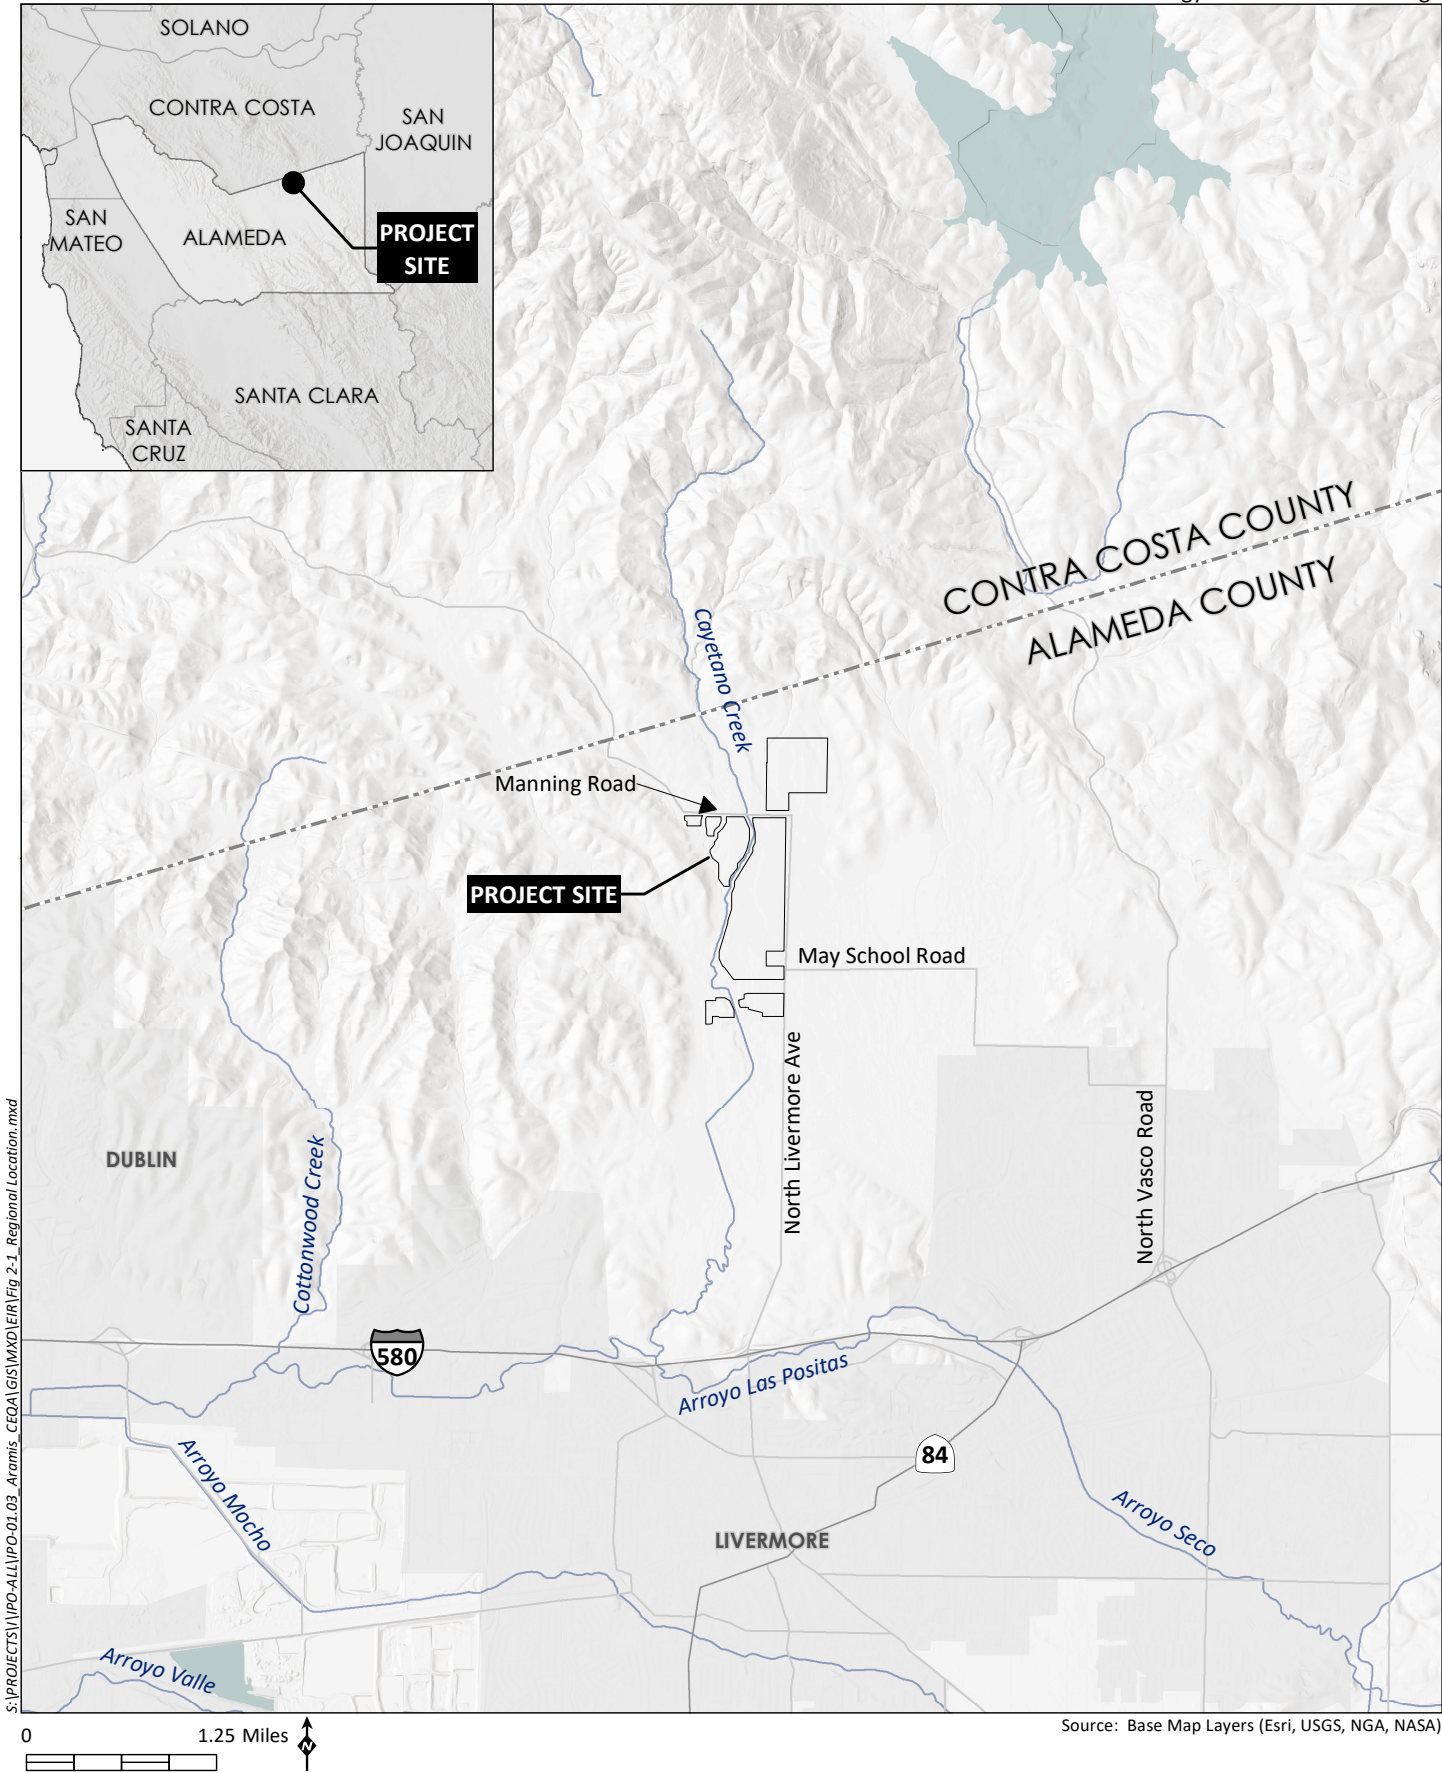 SOLANO
CONTRA COSTA
SAN
JOAQUIN
SAN
MATEO
ALAMEDA
PROJECT
SITE
SANTA CLARA
SANTA
CRUZ
CONTRA COSTA COUNTY
ALAMEDA COUNTY
Cayetano Creek
Manning Road
PROJECT SITE
May School Road
North Livermore Ave
North Vasco Road
DUBLIN
Cottonwood Creek
580
Arroyo Las Positas
84
Arroyo Mocho
Arroyo Seco
LIVERMORE
Arroyo Valle
S:\PROJECTS\I\IPO-ALL\IPO-01.03_Aramis_CEQA\GIS\MXD\EIR\Fig 2-1_Regional Location.mxd
0 1.25 Miles
N
Source: Base Map Layers (Esri, USGS, NGA, NASA)